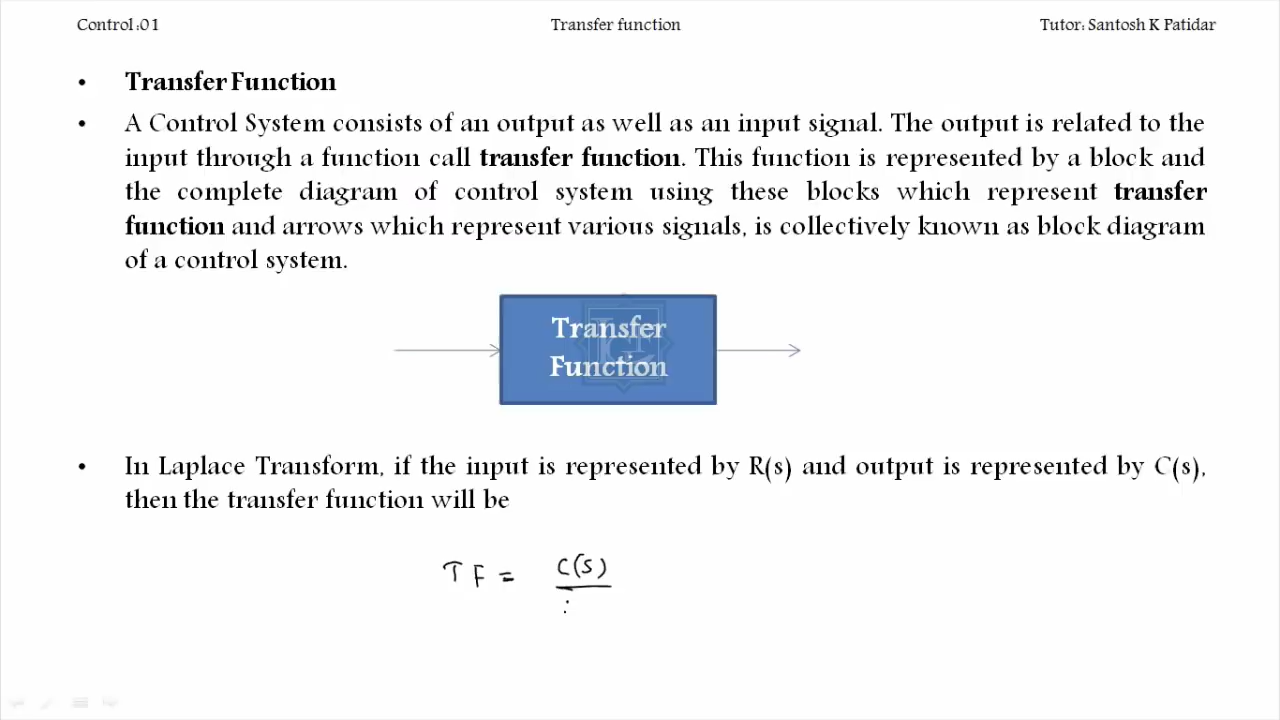 Control :01
Transfer function
Tutor: Santosh K Patidar
• Transfer Function
• A Control System consists of an output as well as an input signal. The output is related to the
input through a function call transfer function. This function is represented by a block and
the complete diagram of control system using these blocks which represent transfer
function and arrows which represent various signals, is collectively known as block diagram
of a control system.
Transfer
Function
• In Laplace Transform, if the input is represented by R(s) and output is represented by C(s),
then the transfer function will be
TF = C(s)